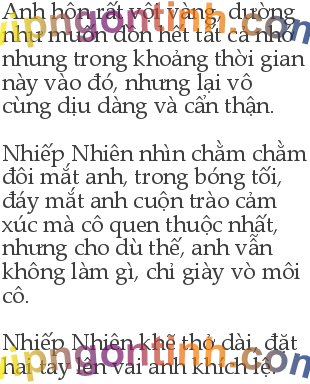 Anh hôn rất vội vàng, dường
như muốn dồn hết tất cả nhớ
nhung trong khoảng thời gian
này vào đó, nhưng lại vô
cùng dịu dàng và cẩn thận.
Nhiếp Nhiên nhìn chằm chằm
đôi mắt anh, trong bóng tối,
đáy mắt anh cuộn trào cảm
xúc mà cô quen thuộc nhất,
nhưng cho dù thế, anh vẫn
không làm gì, chỉ giày vò môi
cô.
Nhiếp Nhiên khẽ thở dài, đặt
hai tay lên vai anh khích lệ.
vipngontinh.com
vipngontinh.com